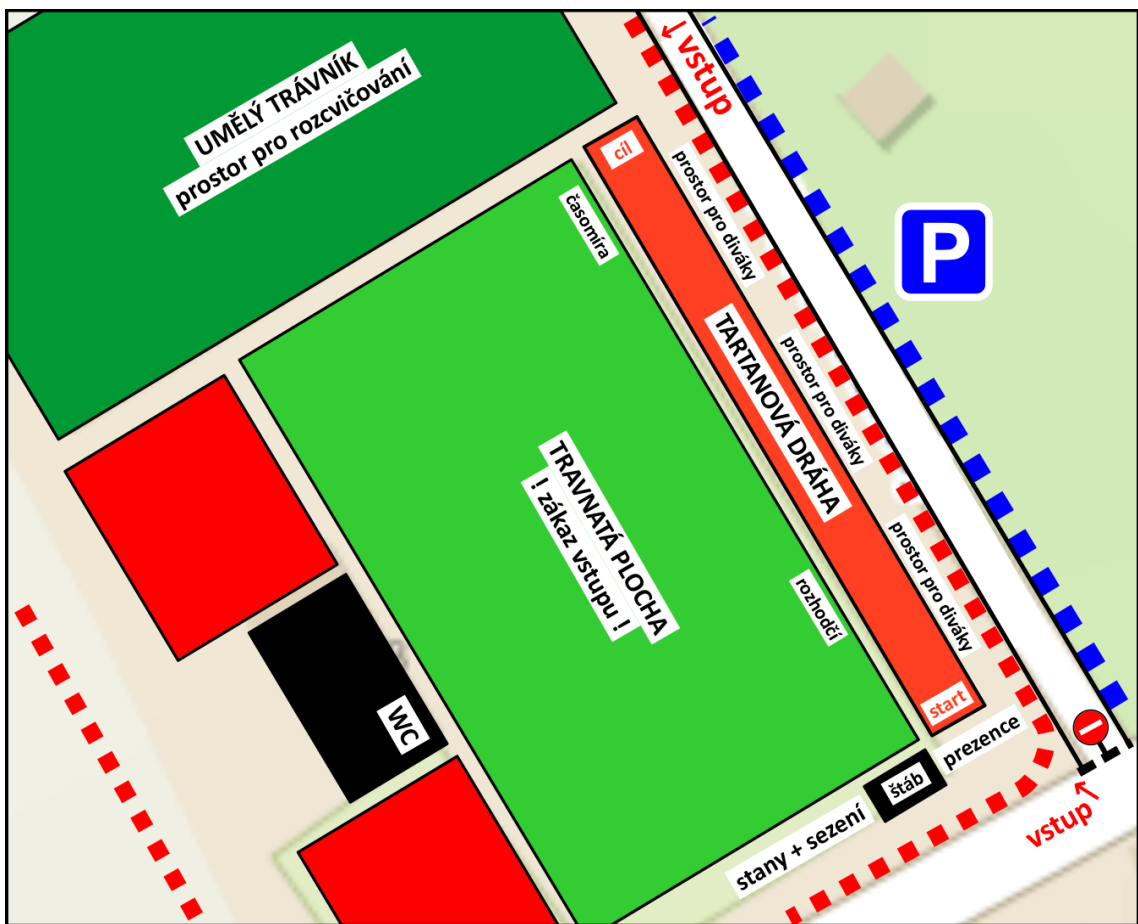 UMĚLÝ TRÁVNÍK
prostor pro rozcvičování
vstup
cíl
časomíra
prostor pro diváky
P
TARTANOVÁ DRÁHA
prostor pro diváky
TRAVNATÁ PLOCHA
! zákaz vstupu !
prostor pro diváky
rozhodčí
start
WC
prezence
štáb
stany + sezení
vstup